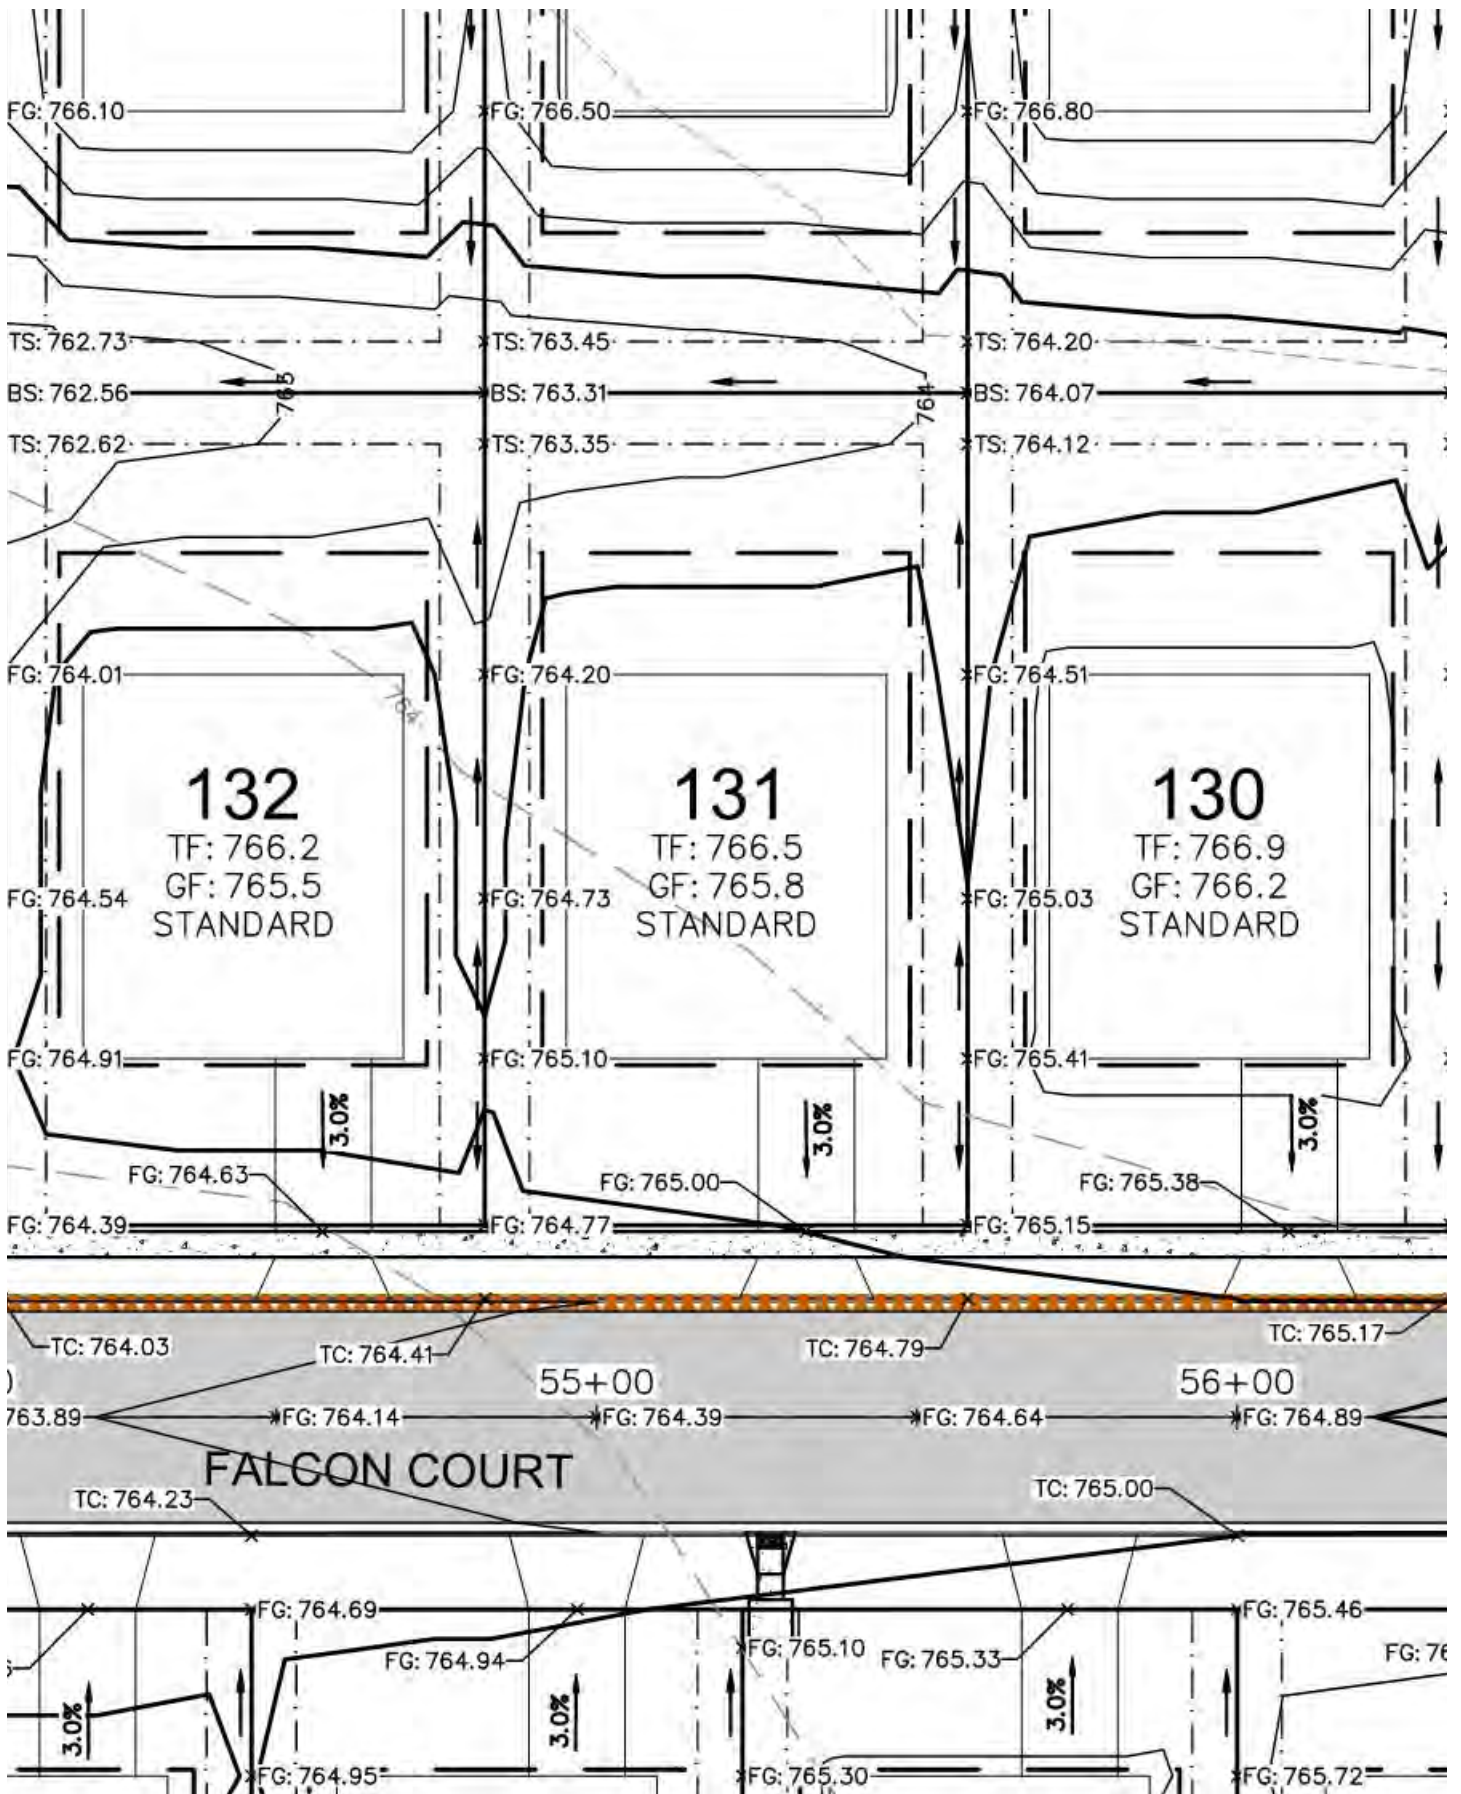 FG: 766.10
FG: 766.50
FG: 766.80
TS: 762.73
TS: 763.45
TS: 764.20
BS: 762.56
763
BS: 763.31
764
BS: 764.07
TS: 762.62
TS: 763.35
TS: 764.12
FG: 764.01
FG: 764.20
FG: 764.51
764
132
TF: 766.2
GF: 765.5
STANDARD
131
TF: 766.5
GF: 765.8
STANDARD
130
TF: 766.9
GF: 766.2
STANDARD
FG: 764.54
FG: 764.73
FG: 765.03
FG: 764.91
FG: 765.10
FG: 765.41
3.0%
3.0%
3.0%
FG: 764.63
FG: 765.00
FG: 765.38
FG: 764.39
FG: 764.77
FG: 765.15
TC: 764.03
TC: 764.41
TC: 764.79
TC: 765.17
55+00
56+00
763.89
FG: 764.14
FG: 764.39
FG: 764.64
FG: 764.89
FALCON COURT
TC: 764.23
TC: 765.00
FG: 764.69
FG: 765.46
FG: 764.94
FG: 765.10
FG: 765.33
FG: 76
3.0%
3.0%
3.0%
FG: 764.95
FG: 765.30
FG: 765.72